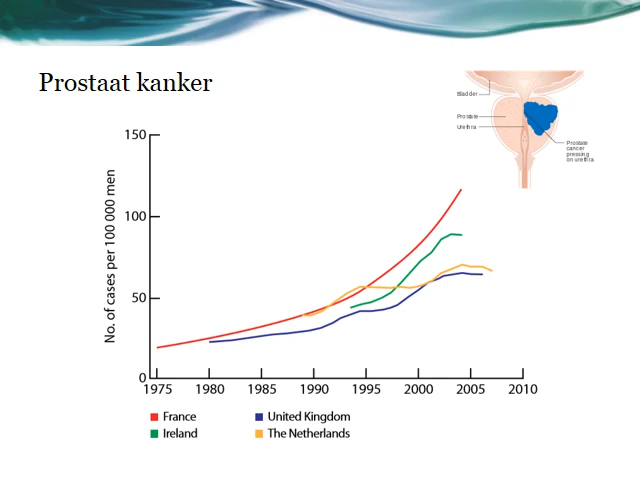 Prostaat kanker
Bladder
Prostate
Urethra
Prostate
cancer
pressing
on urethra
No. of cases per 100 000 men
150
100
50
0
1975 1980 1985 1990 1995 2000 2005 2010
France United Kingdom
Ireland The Netherlands